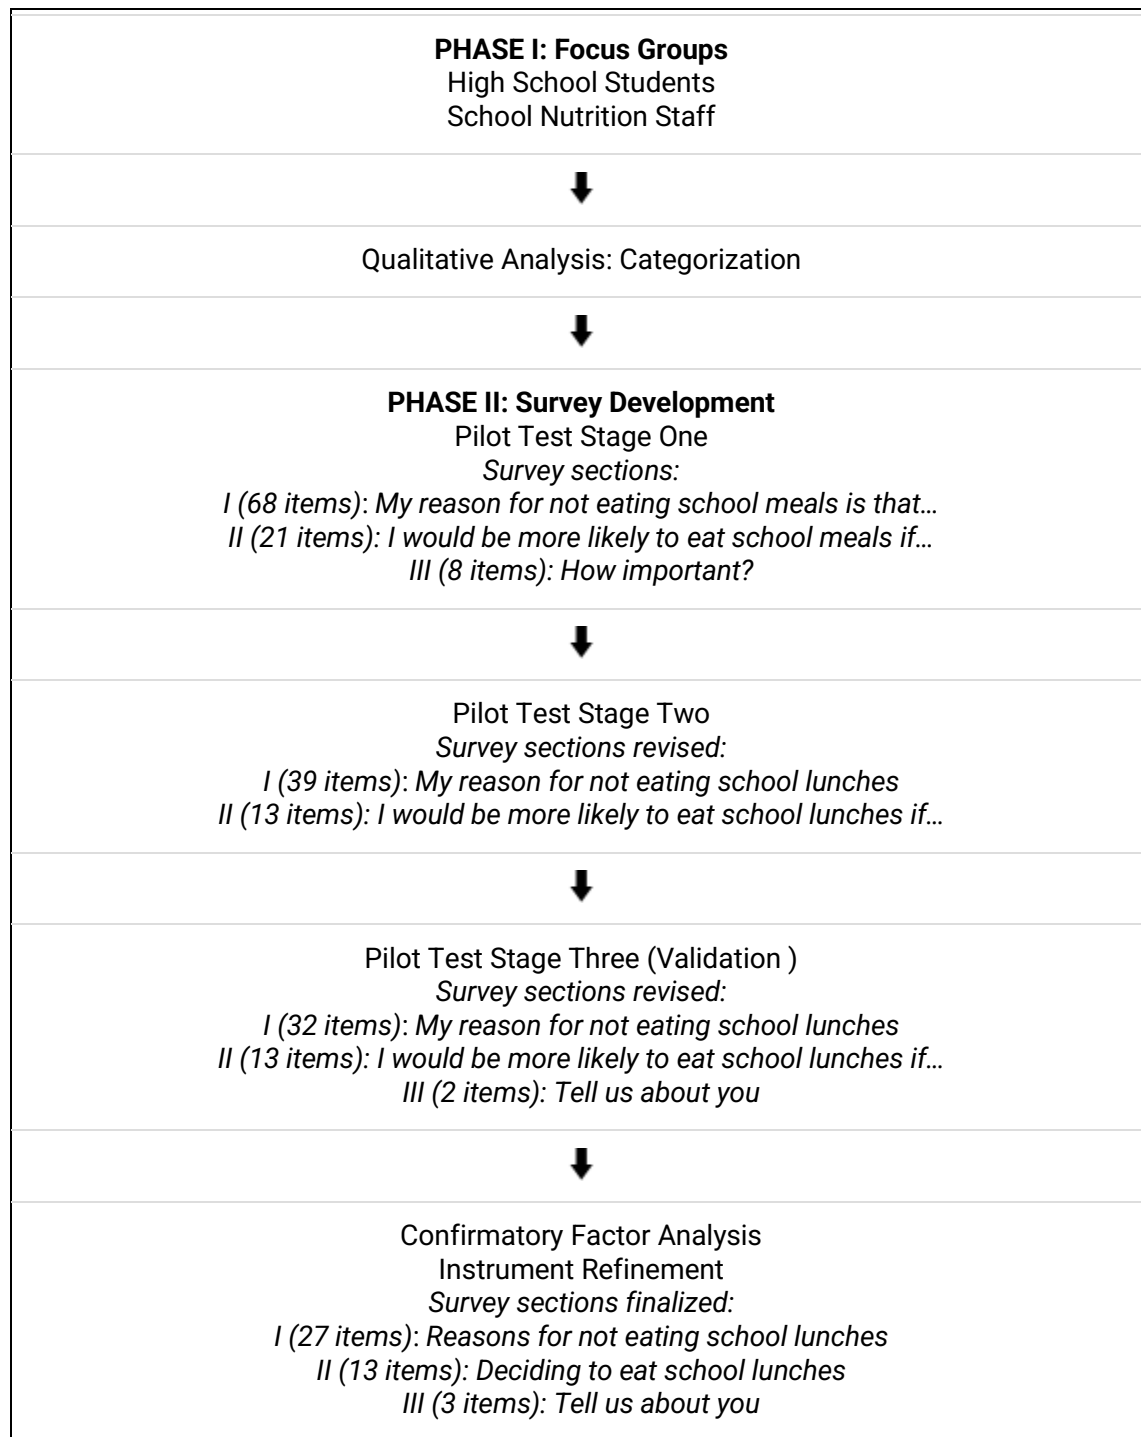 PHASE I: Focus Groups
High School Students
School Nutrition Staff
Qualitative Analysis: Categorization
PHASE II: Survey Development
Pilot Test Stage One
Survey sections:
I (68 items): My reason for not eating school meals is that…
II (21 items): I would be more likely to eat school meals if…
III (8 items): How important?
Pilot Test Stage Two
Survey sections revised:
I (39 items): My reason for not eating school lunches
II (13 items): I would be more likely to eat school lunches if…
Pilot Test Stage Three (Validation )
Survey sections revised:
I (32 items): My reason for not eating school lunches
II (13 items): I would be more likely to eat school lunches if…
III (2 items): Tell us about you
Confirmatory Factor Analysis
Instrument Refinement
Survey sections finalized:
I (27 items): Reasons for not eating school lunches
II (13 items): Deciding to eat school lunches
III (3 items): Tell us about you